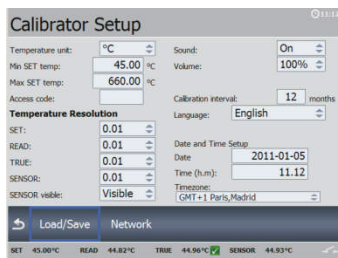 Calibrator Setup
11:12
Temperature unit: °C
Min SET temp: 45.00 °C
Max SET temp: 660.00 °C
Access code:
Temperature Resolution
SET: 0.01
READ: 0.01
TRUE: 0.01
SENSOR: 0.01
SENSOR visible: Visible
Sound: On
Volume: 100%
Calibration interval: 12 months
Language: English
Date and Time Setup
Date 2011-01-05
Time (h.m): 11.12
Timezone:
GMT+1 Paris,Madrid
Load/Save Network
SET 45.00°C READ 44.82°C TRUE 44.96°C SENSOR 44.93°C